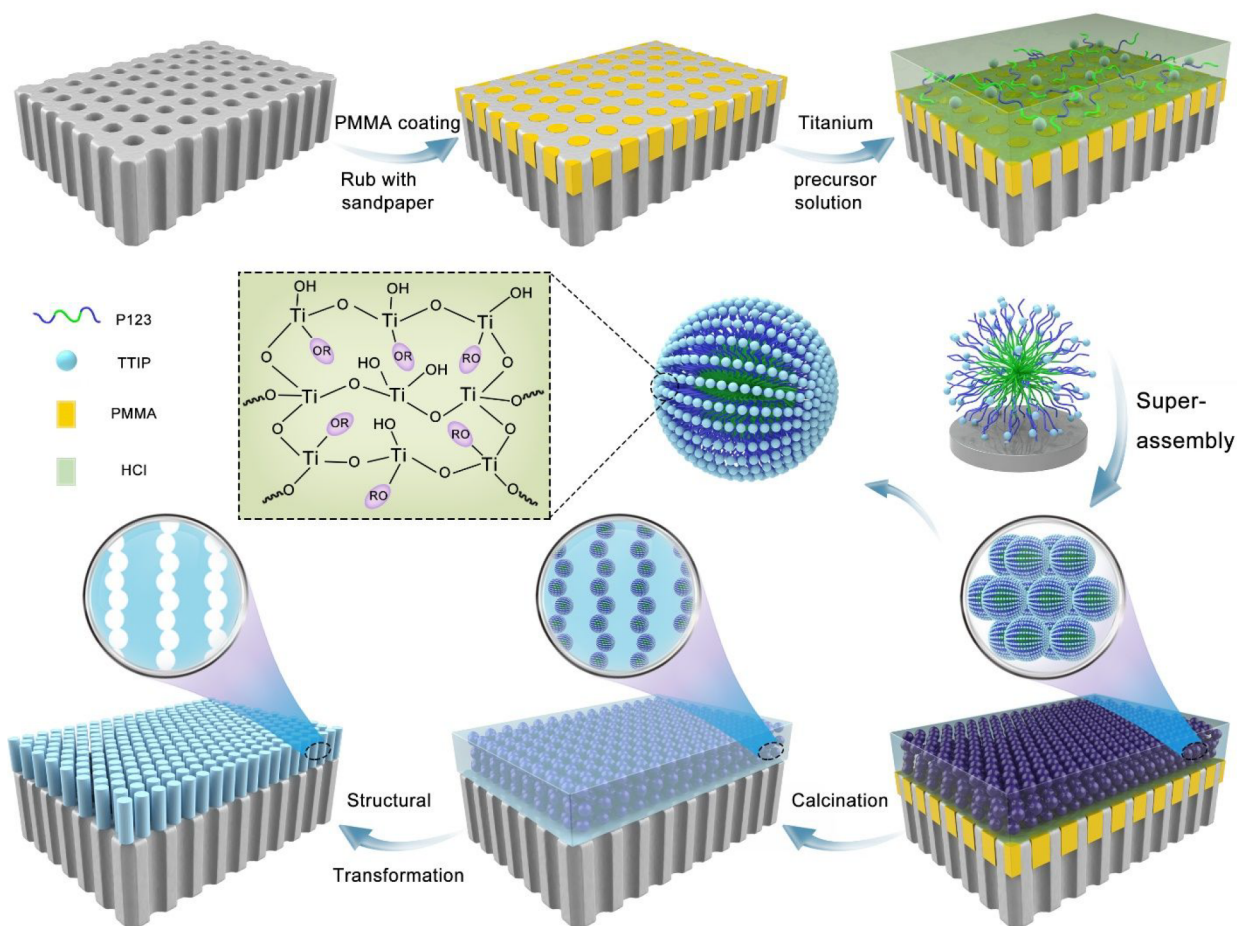 PMMA coating
Rub with
sandpaper
Titanium
precursor
solution
P123
TTIP
PMMA
HCl
OH
OH
OH
Ti
O
Ti
O
Ti
OR
OR
RO
O
HO
OH
O
O
Ti
O
Ti
O
Ti
O
O
OR
HO
RO
O
Ti
O
Ti
O
Ti
O
RO
O
Super-
assembly
Structural
Transformation
Calcination